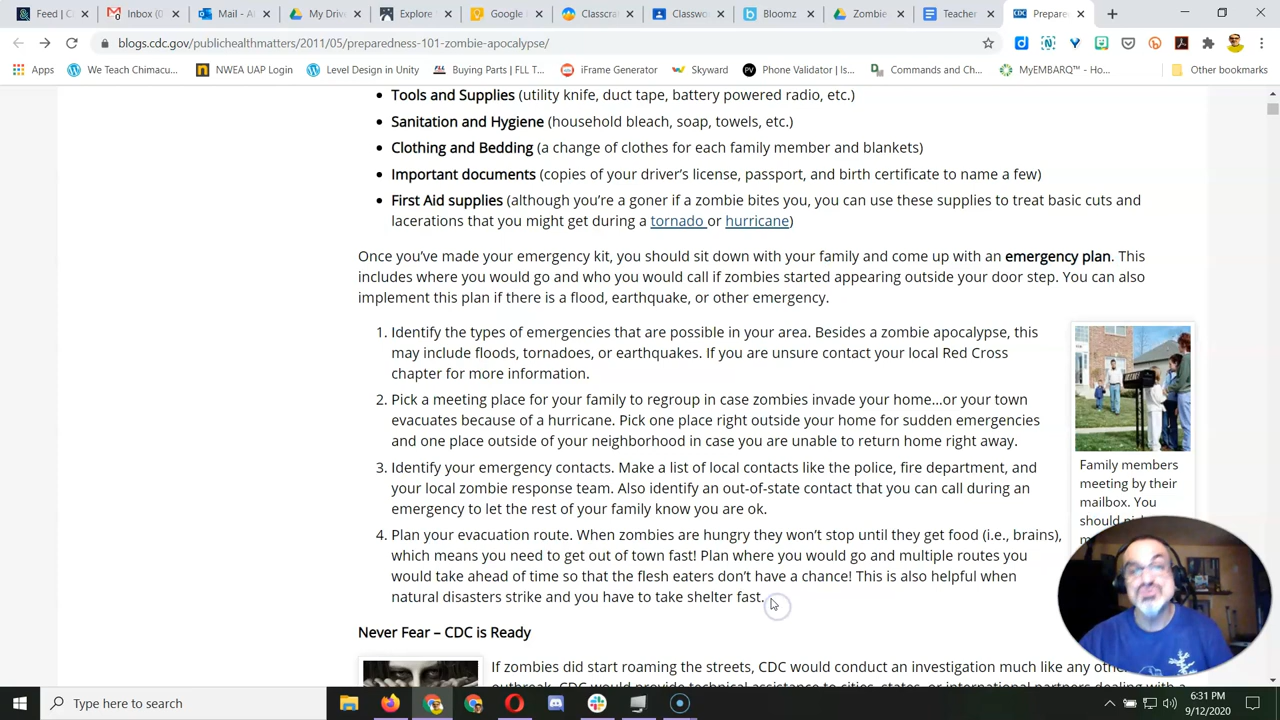 Feed | C
Inbox (0
Mail - Al
My Drive
Explore
Google
Classcra
Classwo
Bloomz
Zombie
Teacher
CDC Prepare
blogs.cdc.gov/publichealthmatters/2011/05/preparedness-101-zombie-apocalypse/
Apps We Teach Chimacu... NWEA UAP Login Level Design in Unity Buying Parts | FLL T... iFrame Generator Skyward PV Phone Validator | Is... Commands and Ch... MyEMBARQ™ - Ho... Other bookmarks
• Tools and Supplies (utility knife, duct tape, battery powered radio, etc.)
• Sanitation and Hygiene (household bleach, soap, towels, etc.)
• Clothing and Bedding (a change of clothes for each family member and blankets)
• Important documents (copies of your driver's license, passport, and birth certificate to name a few)
• First Aid supplies (although you're a goner if a zombie bites you, you can use these supplies to treat basic cuts and
lacerations that you might get during a tornado or hurricane)
Once you've made your emergency kit, you should sit down with your family and come up with an emergency plan. This
includes where you would go and who you would call if zombies started appearing outside your door step. You can also
implement this plan if there is a flood, earthquake, or other emergency.
1. Identify the types of emergencies that are possible in your area. Besides a zombie apocalypse, this
may include floods, tornadoes, or earthquakes. If you are unsure contact your local Red Cross
chapter for more information.
2. Pick a meeting place for your family to regroup in case zombies invade your home...or your town
evacuates because of a hurricane. Pick one place right outside your home for sudden emergencies
and one place outside of your neighborhood in case you are unable to return home right away.
3. Identify your emergency contacts. Make a list of local contacts like the police, fire department, and
your local zombie response team. Also identify an out-of-state contact that you can call during an
emergency to let the rest of your family know you are ok.
4. Plan your evacuation route. When zombies are hungry they won't stop until they get food (i.e., brains),
which means you need to get out of town fast! Plan where you would go and multiple routes you
would take ahead of time so that the flesh eaters don't have a chance! This is also helpful when
natural disasters strike and you have to take shelter fast.
Family members
meeting by their
mailbox. You
should
Never Fear – CDC is Ready
If zombies did start roaming the streets, CDC would conduct an investigation much like any
outbreak. CDC would provide technical assistance to cities, states, or international partners dealing with a
Type here to search
6:31 PM
9/12/2020